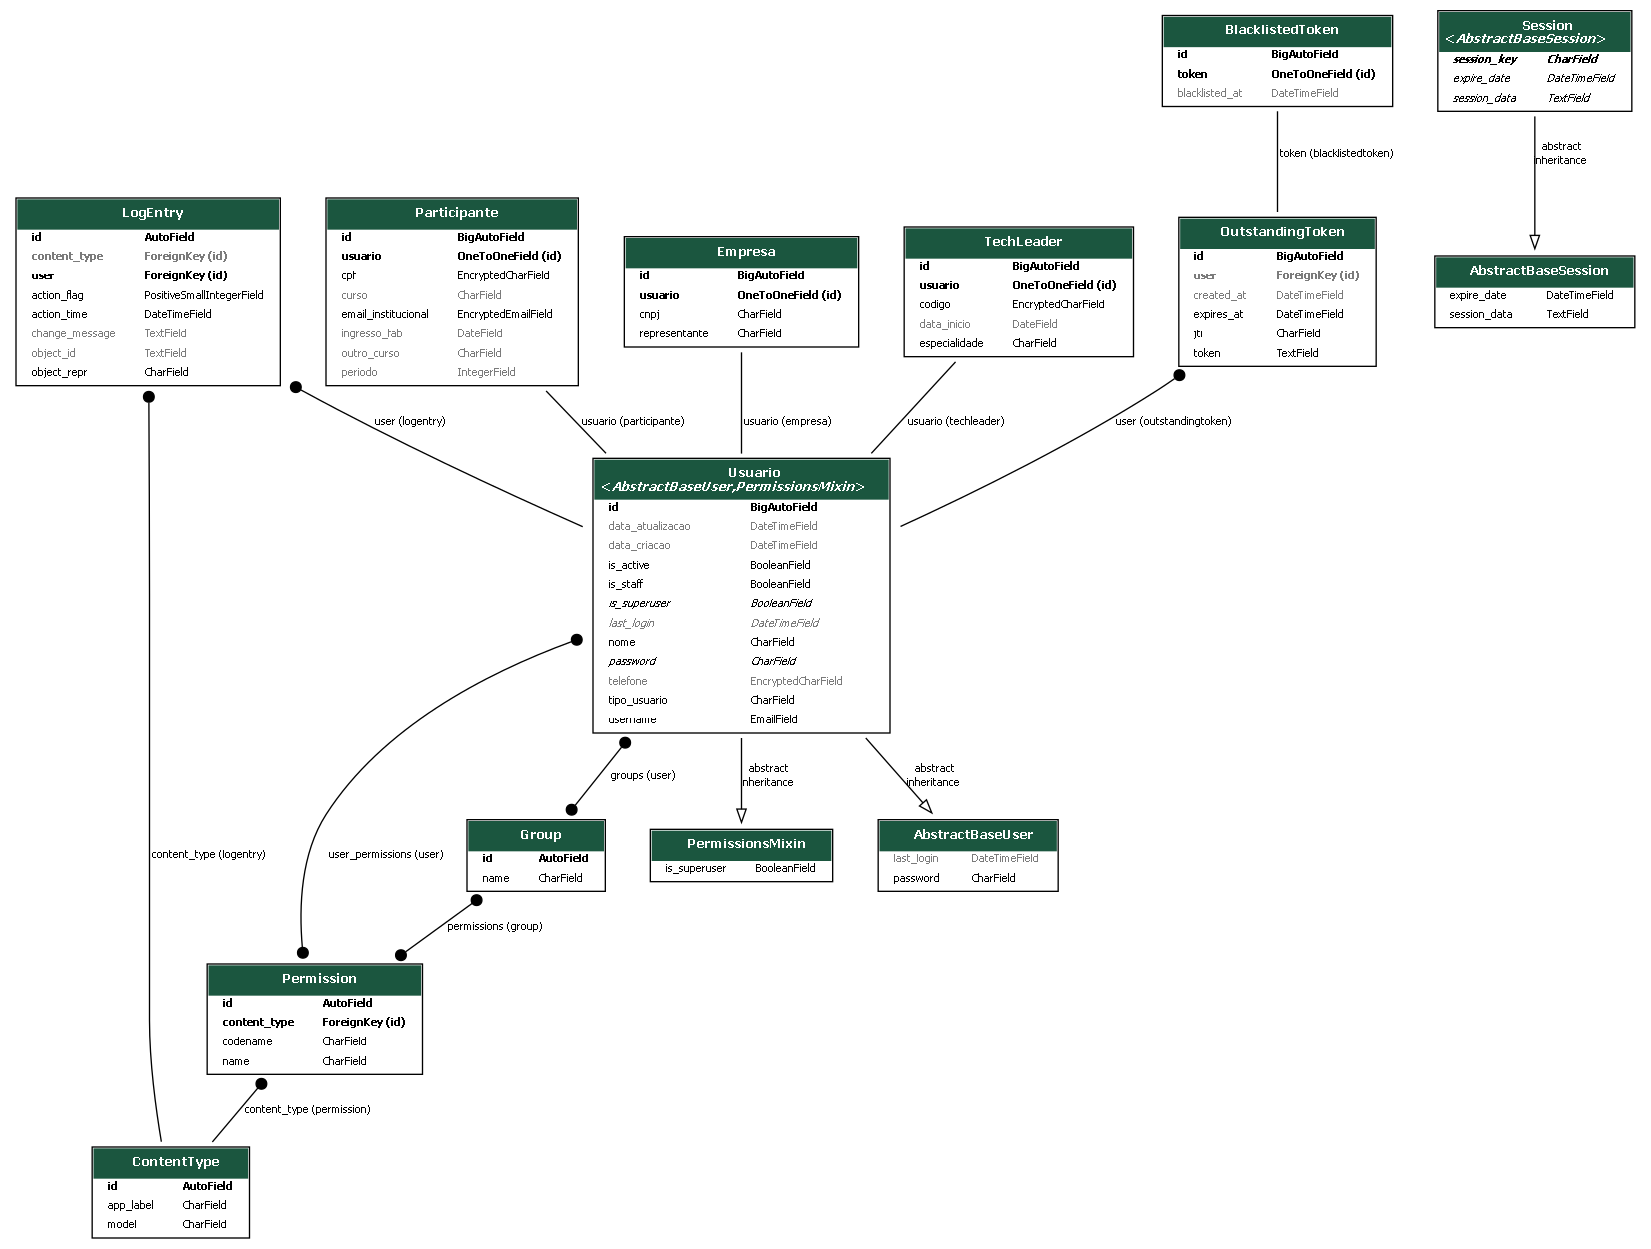 BlacklistedToken
id BigAutoField
token OneToOneField (id)
blacklisted_at DateTimeField
Session
<AbstractBaseSession>
session_key CharField
expire_date DateTimeField
session_data TextField
token (blacklistedtoken)
abstract
inheritance
LogEntry
id AutoField
content_type ForeignKey (id)
user ForeignKey (id)
action_flag PositiveSmallIntegerField
action_time DateTimeField
change_message TextField
object_id TextField
object_repr CharField
Participante
id BigAutoField
usuario OneToOneField (id)
cpf EncryptedCharField
curso CharField
email_institucional EncryptedEmailField
ingresso_fab DateField
outro_curso CharField
periodo IntegerField
Empresa
id BigAutoField
usuario OneToOneField (id)
cnpj CharField
representante CharField
TechLeader
id BigAutoField
usuario OneToOneField (id)
codigo EncryptedCharField
data_inicio DateField
especialidade CharField
OutstandingToken
id BigAutoField
user ForeignKey (id)
created_at DateTimeField
expires_at DateTimeField
jti CharField
token TextField
AbstractBaseSession
expire_date DateTimeField
session_data TextField
user (logentry)
usuario (participante)
usuario (empresa)
usuario (techleader)
user (outstandingtoken)
Usuario
<AbstractBaseUser,PermissionsMixin>
id BigAutoField
data_atualizacao DateTimeField
data_criacao DateTimeField
is_active BooleanField
is_staff BooleanField
is_superuser BooleanField
last_login DateTimeField
nome CharField
password CharField
telefone EncryptedCharField
tipo_usuario CharField
username EmailField
groups (user)
abstract
inheritance
abstract
inheritance
content_type (logentry)
user_permissions (user)
Group
id AutoField
name CharField
PermissionsMixin
is_superuser BooleanField
AbstractBaseUser
last_login DateTimeField
password CharField
permissions (group)
Permission
id AutoField
content_type ForeignKey (id)
codename CharField
name CharField
content_type (permission)
ContentType
id AutoField
app_label CharField
model CharField